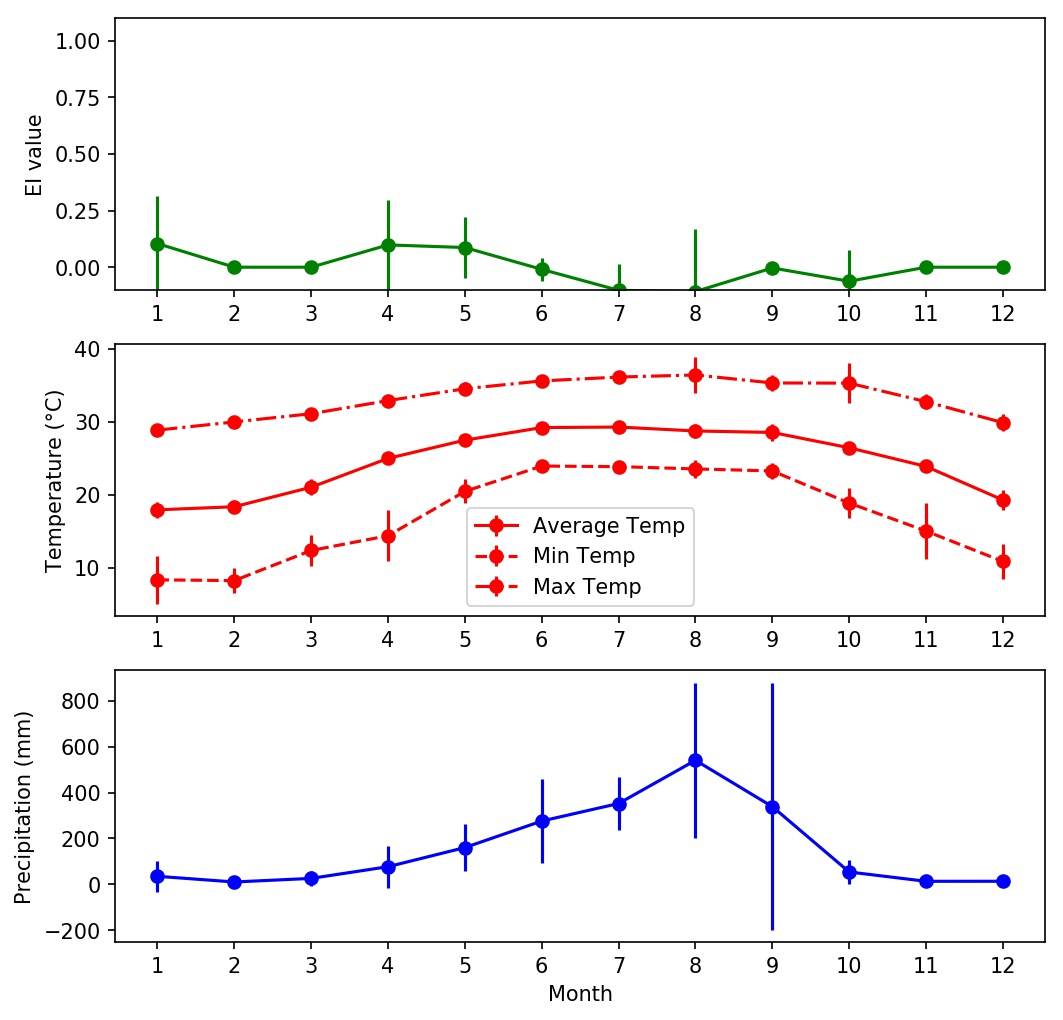 EI value
1.00
0.75
0.50
0.25
0.00
1 2 3 4 5 6 7 8 9 10 11 12
Temperature (°C)
40
30
20
10
Average Temp
Min Temp
Max Temp
1 2 3 4 5 6 7 8 9 10 11 12
Precipitation (mm)
800
600
400
200
0
−200
1 2 3 4 5 6 7 8 9 10 11 12
Month